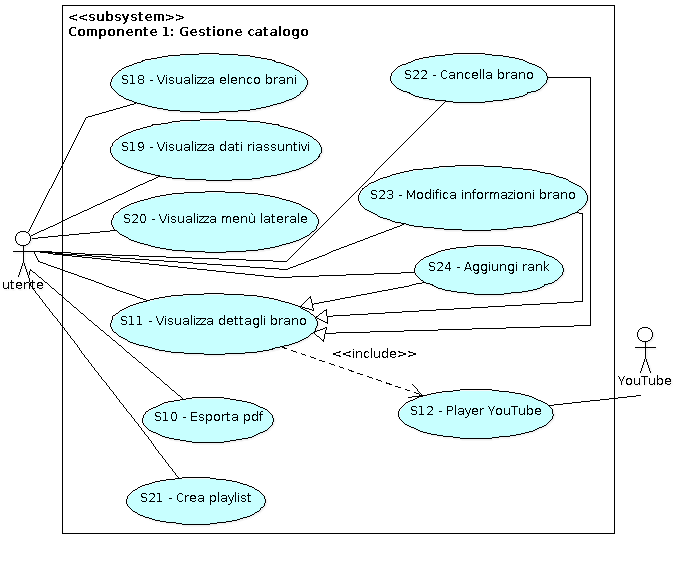 <<subsystem>>
Componente 1: Gestione catalogo
S18 - Visualizza elenco brani
S22 - Cancella brano
S19 - Visualizza dati riassuntivi
S23 - Modifica informazioni brano
S20 - Visualizza menù laterale
S24 - Aggiungi rank
utente
S11 - Visualizza dettagli brano
<<include>>
YouTube
S10 - Esporta pdf
S12 - Player YouTube
S21 - Crea playlist